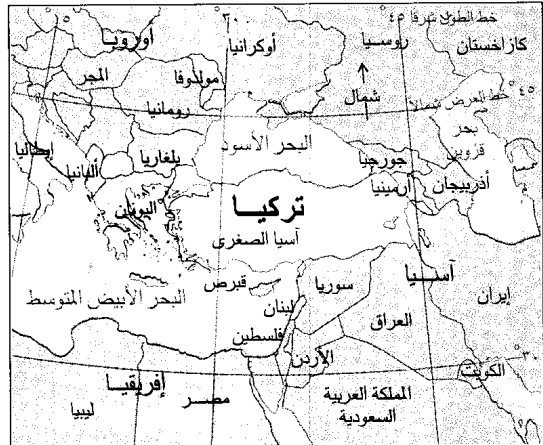 خط الطول شرقا
١٥ ٣٠ ٤٥
أوروبا
أوكرانيا
روسيا
كازاخستان
المجر
مولدوفا
شمال
خط العرض شمالا ٤٥
رومانيا
بحر
قزوين
إيطاليا
ألبانيا
بلغاريا
البحر الأسود
جورجيا
أرمينيا
أذربيجان
اليونان
تركيا
آسيا الصغرى
آسيا
البحر الأبيض المتوسط
قبرص
سوريا
إيران
لبنان
العراق
فلسطين
الأردن
٣٠
الكويت
إفريقيا
ليبيا
مصر
المملكة العربية
السعودية